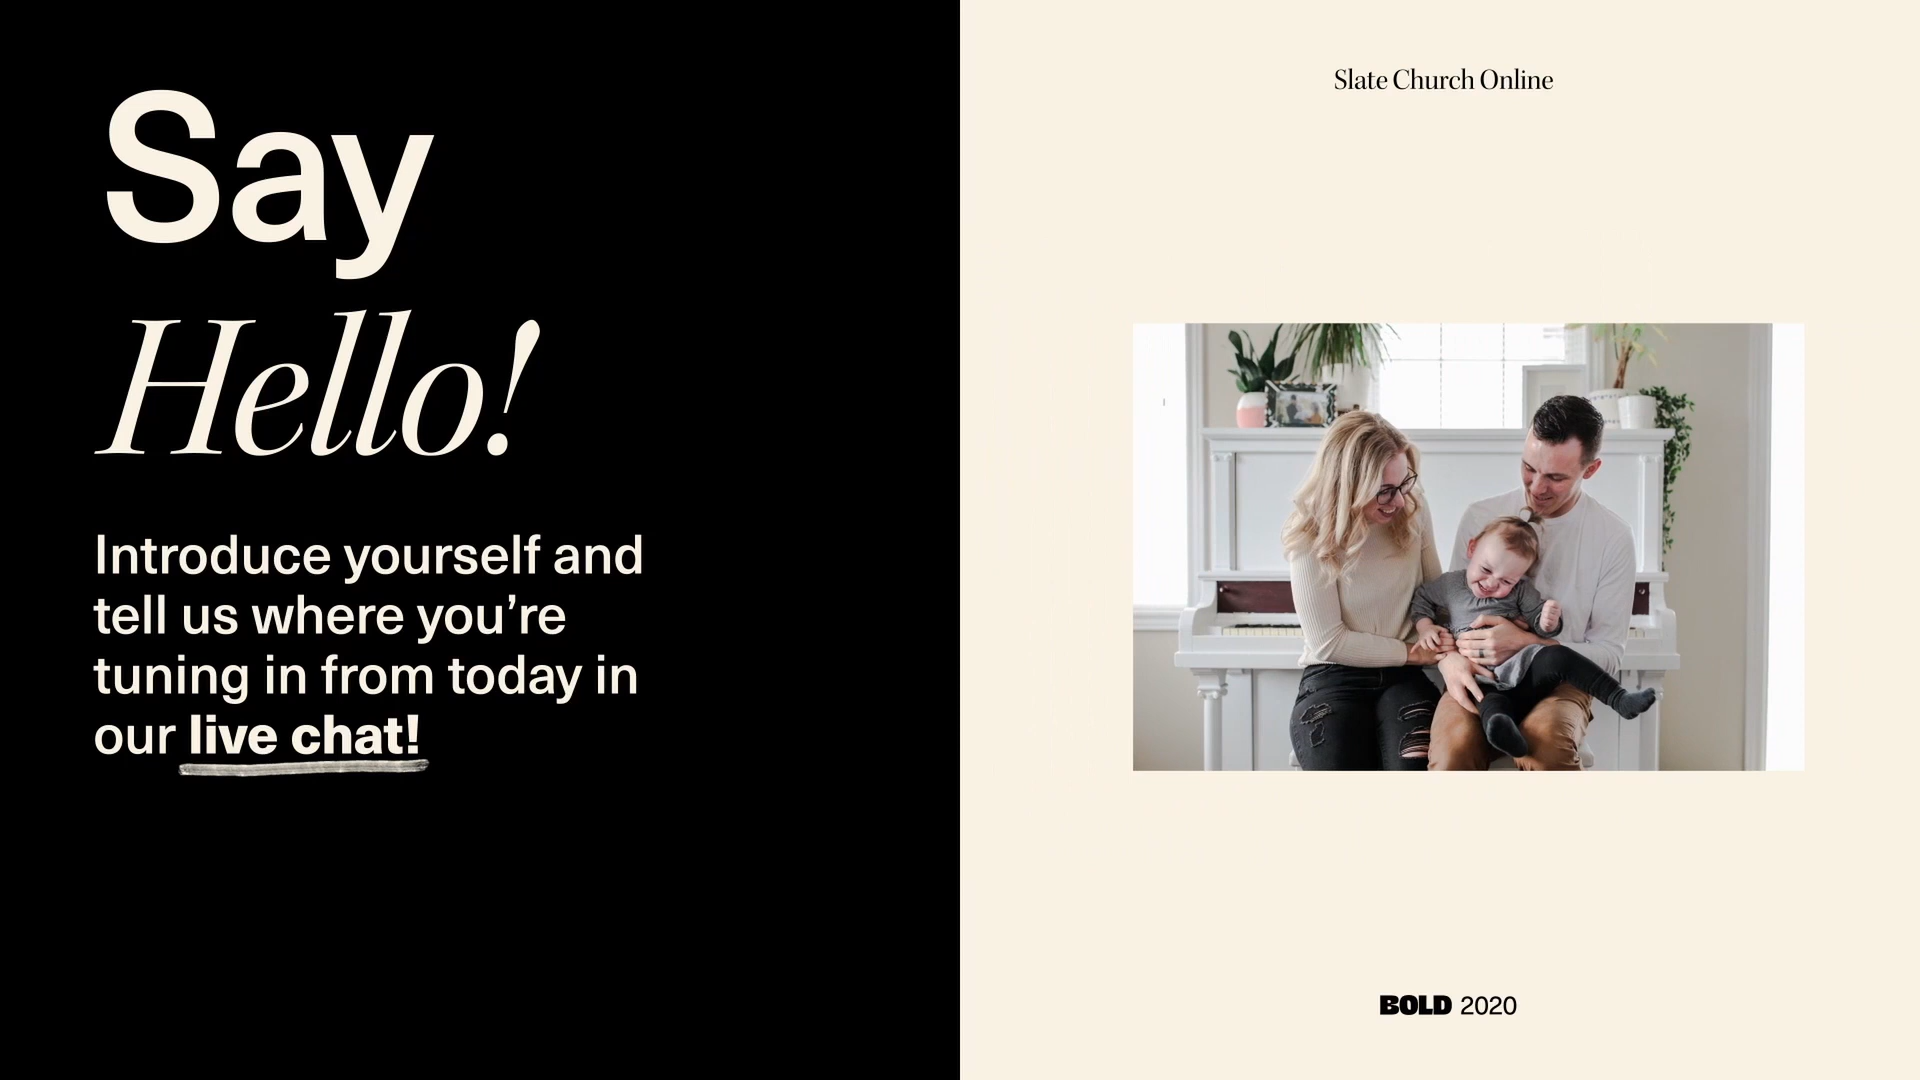 Say
Hello!
Introduce yourself and
tell us where you’re
tuning in from today in
our live chat!
Slate Church Online
BOLD 2020